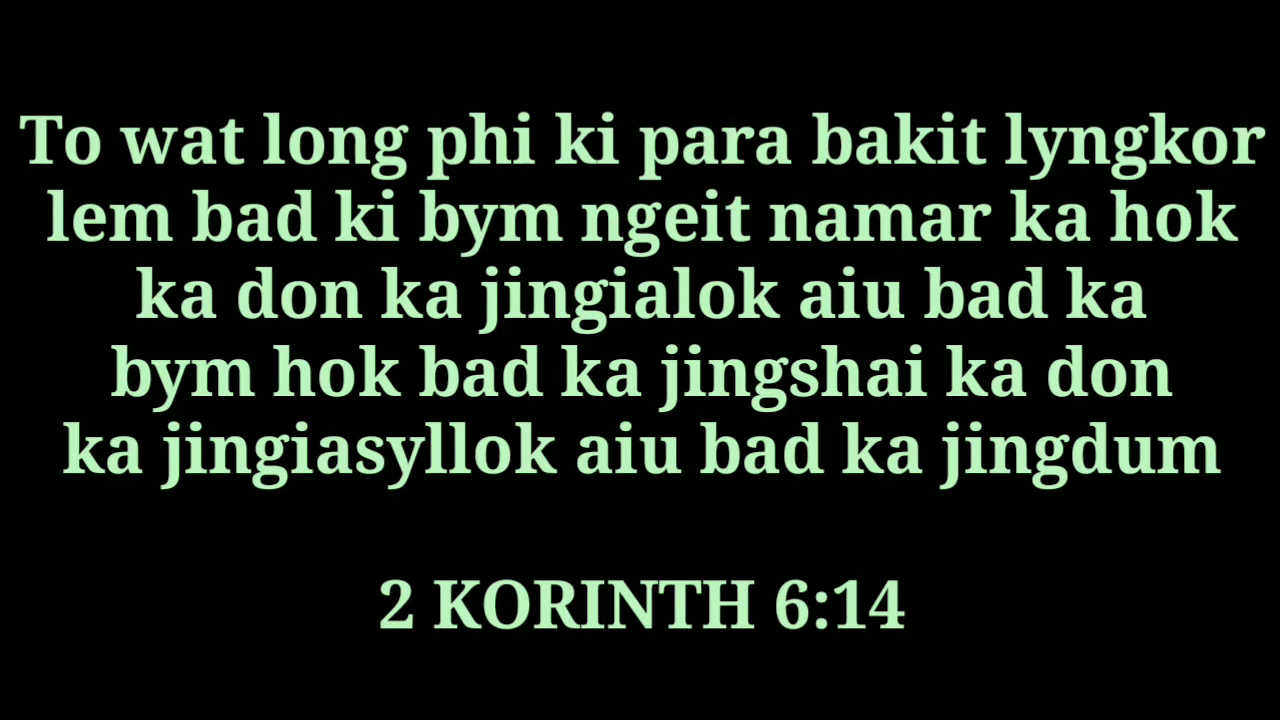 To wat long phi ki para bakit lyngkor
lem bad ki bym ngeit namar ka hok
ka don ka jingialok aiu bad ka
bym hok bad ka jingshai ka don
ka jingiasyllok aiu bad ka jingdum
2 KORINTH 6:14